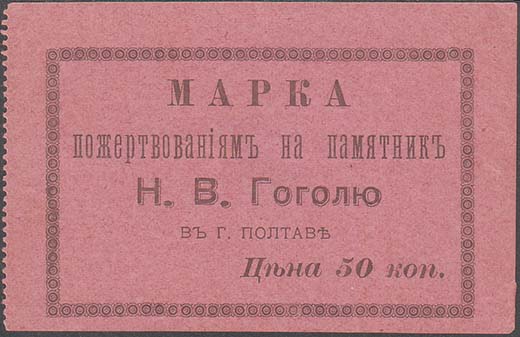 МАРКА
пожертвованіямъ на памятникъ
Н. В. Гоголю
ВЪ Г. ПОЛТАВѢ
Цѣна 50 коп.